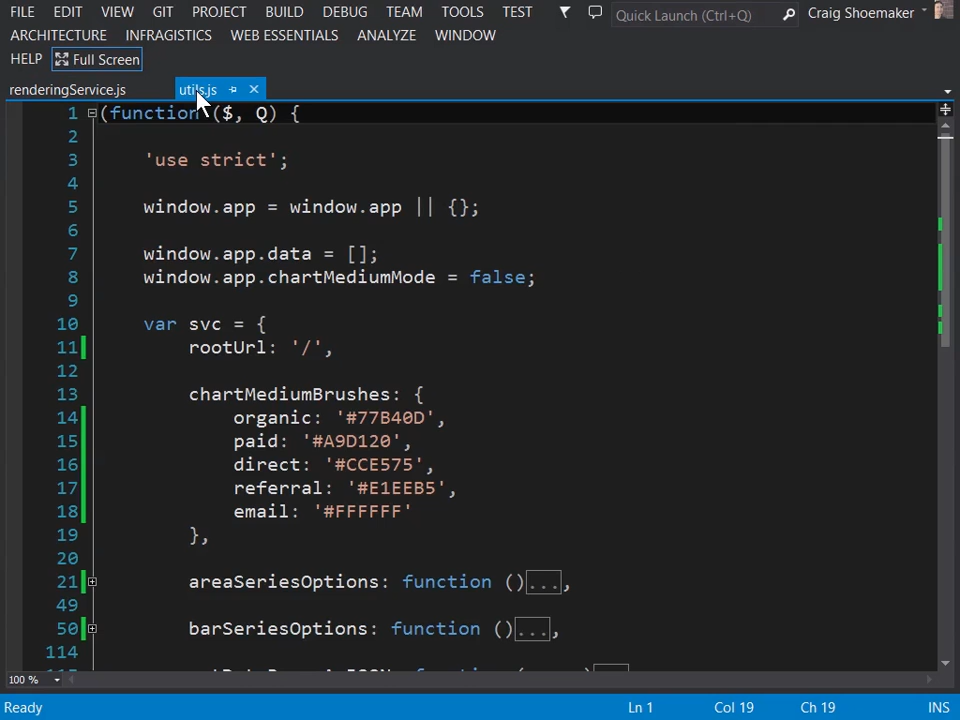 FILE EDIT VIEW GIT PROJECT BUILD DEBUG TEAM TOOLS TEST Quick Launch (Ctrl+Q) Craig Shoemaker
ARCHITECTURE INFRAGISTICS WEB ESSENTIALS ANALYZE WINDOW
HELP Full Screen
renderingService.js utils.js
1 (function ($, Q) {
2
3 'use strict';
4
5 window.app = window.app || {};
6
7 window.app.data = [];
8 window.app.chartMediumMode = false;
9
10 var svc = {
11 rootUrl: '/',
12
13 chartMediumBrushes: {
14 organic: '#77B40D',
15 paid: '#A9D120',
16 direct: '#CCE575',
17 referral: '#E1EEB5',
18 email: '#FFFFFF'
19 },
20
21 areaSeriesOptions: function ()...,
49
50 barSeriesOptions: function ()...,
114
100 %
Ready Ln 1 Col 19 Ch 19 INS